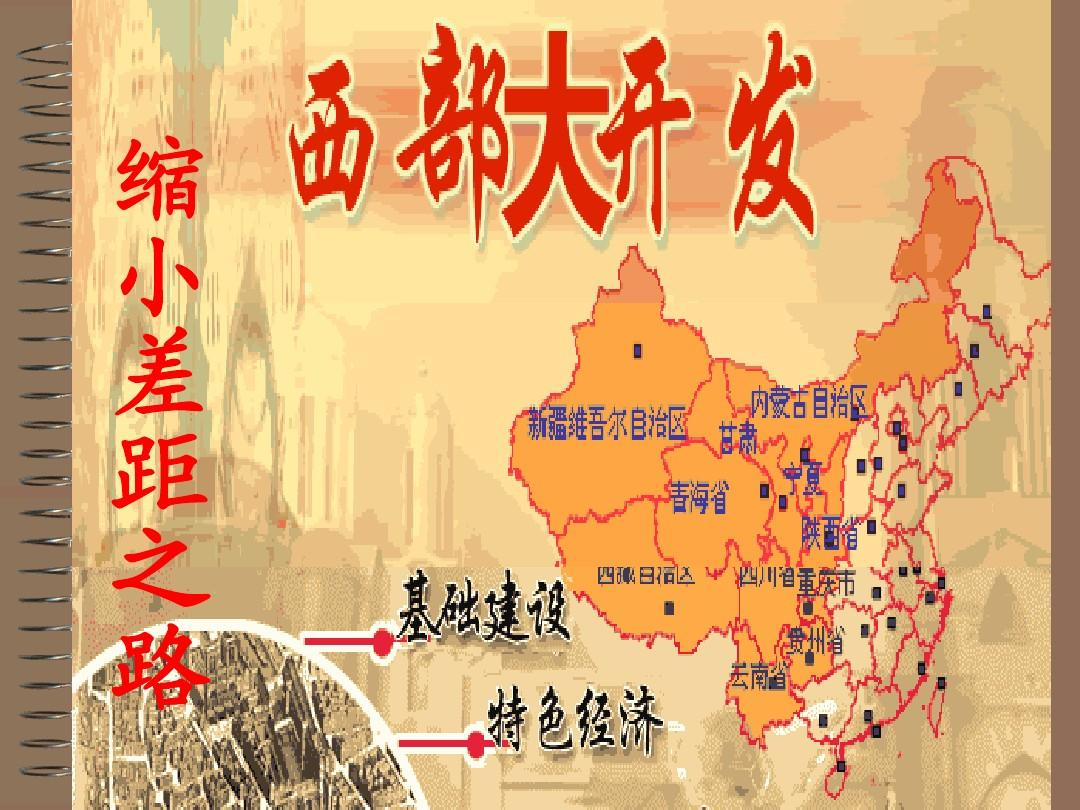 西部大开发
缩小差距之路
新疆维吾尔自治区
内蒙古自治区
甘肃
宁夏
青海省
陕西省
西藏自治区
四川省
重庆市
贵州省
云南省
基础建设
特色经济